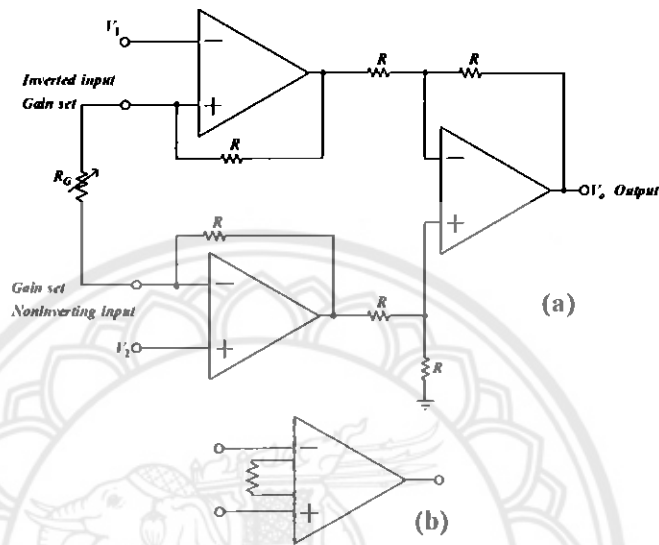 V1
−
R
R
Inverted input
Gain set
+
R
RG
−
Vo Output
R
+
Gain set
−
Noninverting input
R
(a)
V2
+
R
−
+
(b)